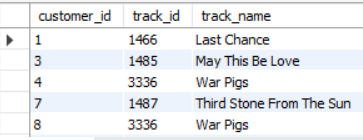 customer_id track_id track_name
1 1466 Last Chance
3 1485 May This Be Love
4 3336 War Pigs
7 1487 Third Stone From The Sun
8 3336 War Pigs